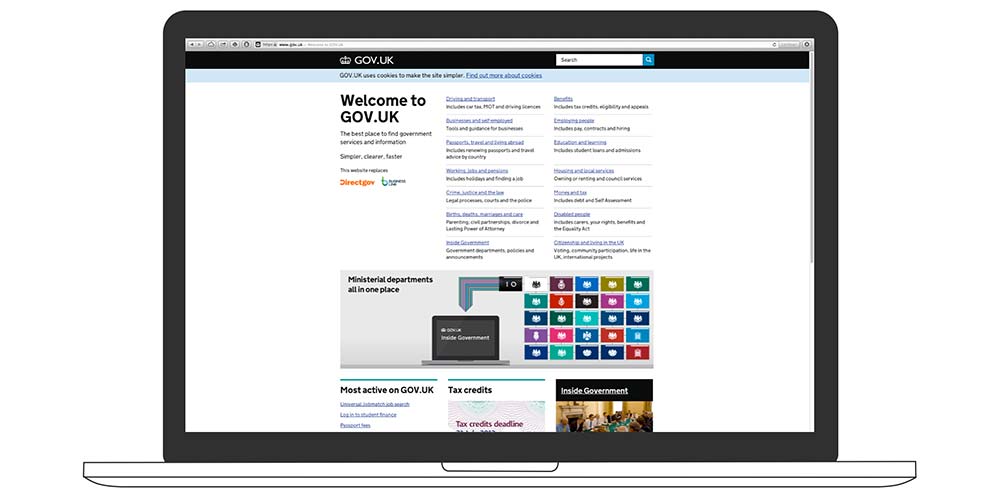 https www.gov.uk — Welcome to GOV.UK
GOV.UK
Search
GOV.UK uses cookies to make the site simpler. Find out more about cookies
Welcome to
GOV.UK
The best place to find government
services and information
Simpler, clearer, faster
This website replaces
Directgov
BUSINESS
LINK
Driving and transport
Includes car tax, MOT and driving licences
Businesses and self-employed
Tools and guidance for businesses
Passports, travel and living abroad
Includes renewing passports and travel
advice by country
Working, jobs and pensions
Includes holidays and finding a job
Crime, justice and the law
Legal processes, courts and the police
Births, deaths, marriages and care
Parenting, civil partnerships, divorce and
Lasting Power of Attorney
Inside Government
Government departments, policies and
announcements
Benefits
Includes tax credits, eligibility and appeals
Employing people
Includes pay, contracts and hiring
Education and learning
Includes student loans and admissions
Housing and local services
Owning or renting and council services
Money and tax
Includes debt and Self Assessment
Disabled people
Includes carers, your rights, benefits and
the Equality Act
Citizenship and living in the UK
Voting, community participation, life in the
UK, international projects
Ministerial departments
all in one place
10
GOV.UK
Inside Government
Most active on GOV.UK
Universal Jobmatch job search
Log in to student finance
Passport fees
Tax credits
Tax credits deadline
Inside Government